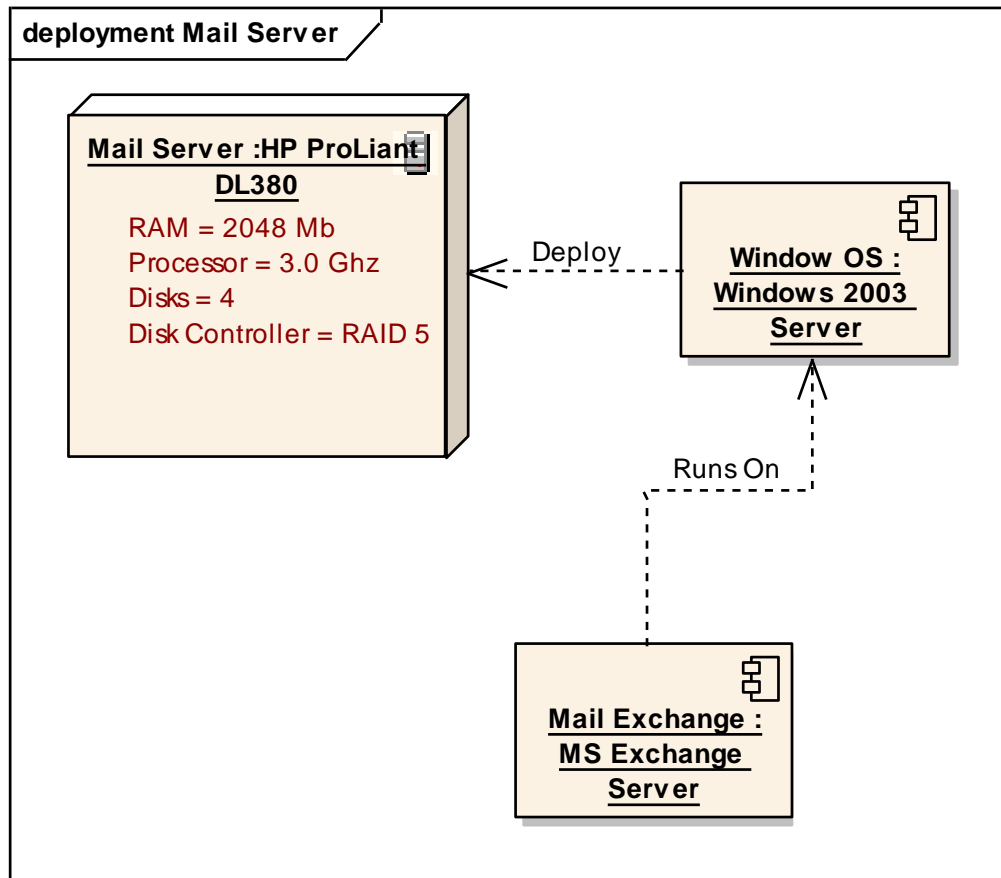 deployment Mail Server
Mail Server :HP ProLiant
DL380
RAM = 2048 Mb
Processor = 3.0 Ghz
Disks = 4
Disk Controller = RAID 5
Deploy
Window OS :
Windows 2003
Server
Runs On
Mail Exchange :
MS Exchange
Server